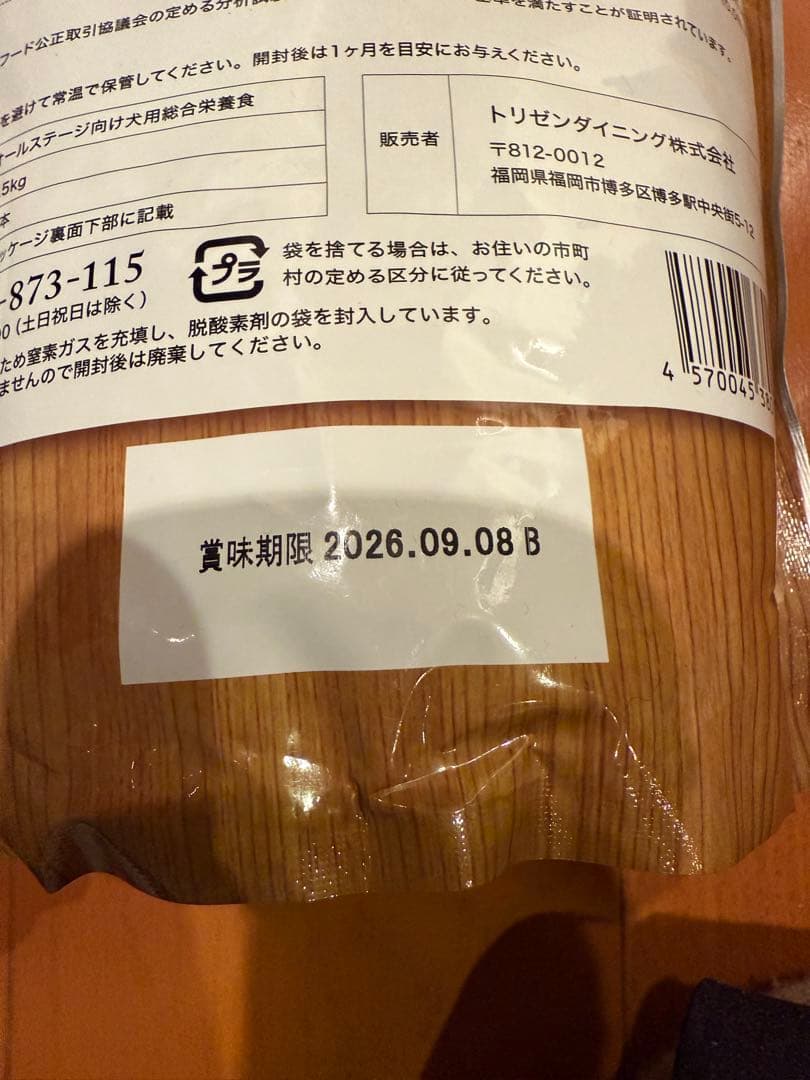 フード公正取引協議会の定める分析試
準を満たすことが証明されています。
を避けて常温で保管してください。開封後は1ヶ月を目安にお与えください。
オールステージ向け犬用総合栄養食
5kg
本
ッケージ裏面下部に記載
販売者
トリゼンダイニング株式会社
〒812-0012
福岡県福岡市博多区博多駅中央街5-12
-873-115
00（土日祝日は除く）
プラ
袋を捨てる場合は、お住いの市町
村の定める区分に従ってください。
ため窒素ガスを充填し、脱酸素剤の袋を封入しています。
ませんので開封後は廃棄してください。
4 570045
賞味期限 2026.09.08 B